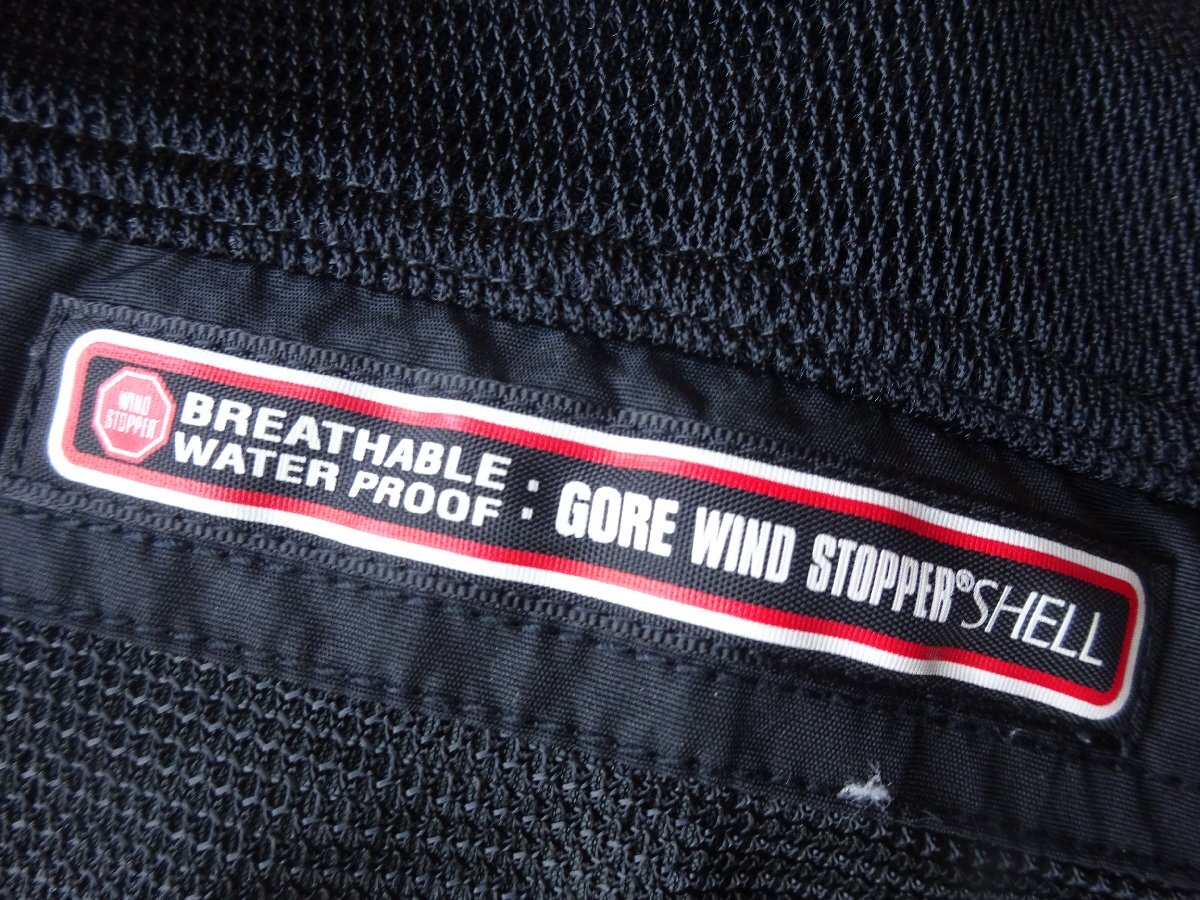 WIND
STOPPER
BREATHABLE
WATER PROOF
: GORE WIND STOPPER®SHELL